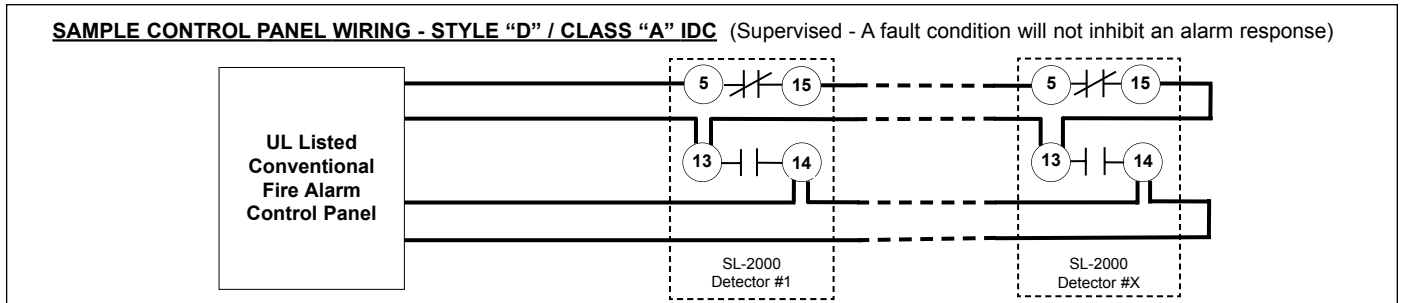 SAMPLE CONTROL PANEL WIRING - STYLE “D” / CLASS “A” IDC (Supervised - A fault condition will not inhibit an alarm response)
5 15 5 15
UL Listed
Conventional
Fire Alarm
Control Panel
13 14 13 14
SL-2000
Detector #1
SL-2000
Detector #X